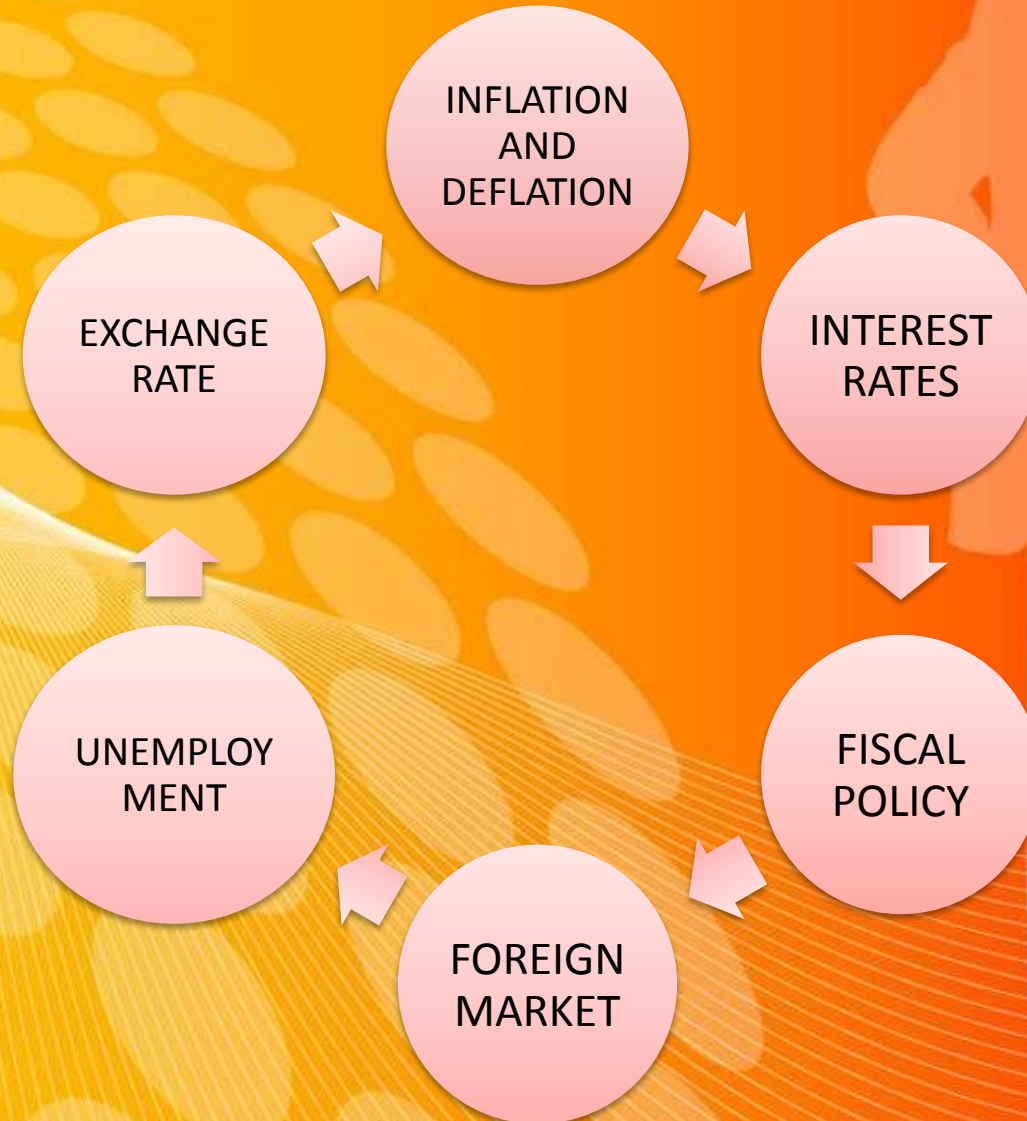 INFLATION
AND
DEFLATION
INTEREST
RATES
FISCAL
POLICY
FOREIGN
MARKET
UNEMPLOY
MENT
EXCHANGE
RATE